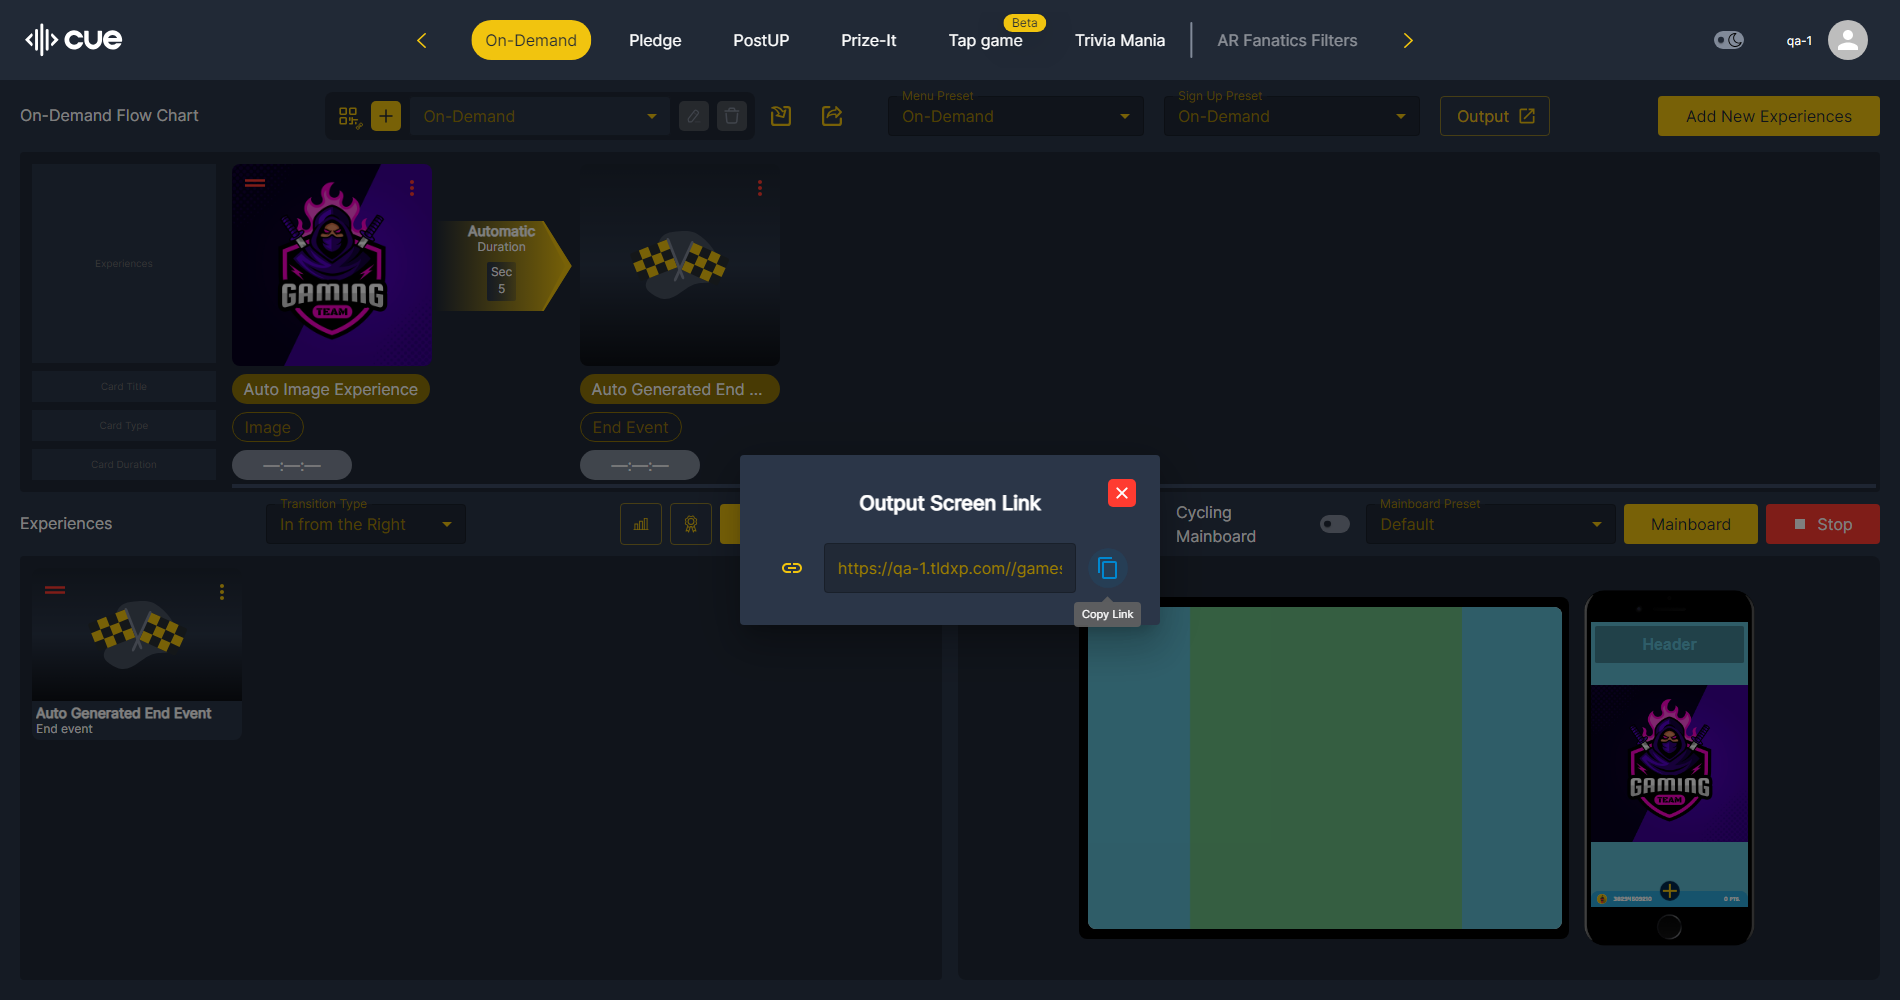 cue
On-Demand
Pledge
PostUP
Prize-It
Tap game
Beta
Trivia Mania
AR Fanatics Filters
qa-1
On-Demand Flow Chart
On-Demand
Menu Preset
On-Demand
Sign Up Preset
On-Demand
Output
Add New Experiences
Experiences
Card Title
Card Type
Card Duration
GAMING
TEAM
Auto Image Experience
Image
—:—:—
Automatic
Duration
Sec
5
Auto Generated End ...
End Event
—:—:—
Output Screen Link
https://qa-1.tldxp.com//games
Copy Link
Experiences
Transition Type
In from the Right
Cycling
Mainboard
Mainboard Preset
Default
Mainboard
Stop
Auto Generated End Event
End event
Header
GAMING
TEAM
0 PTS